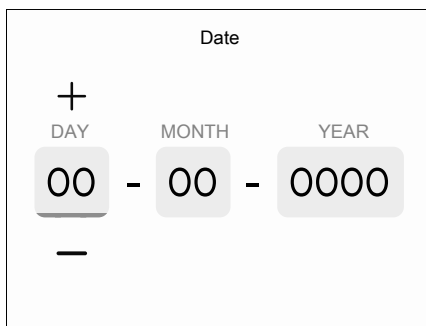 Date
+
DAY MONTH YEAR
00 - 00 - 0000
−